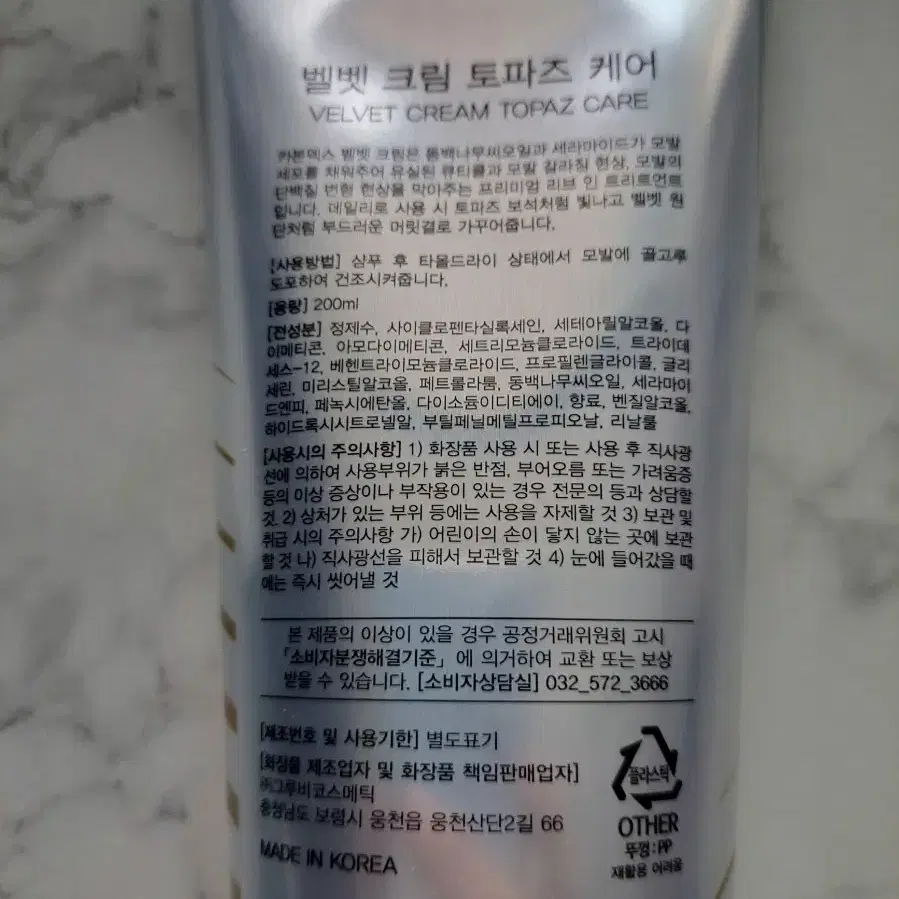 벨벳 크림 토파즈 케어
VELVET CREAM TOPAZ CARE
카본덱스 벨벳 크림은 동백나무씨오일과 세라마이드가 모발
세포를 채워주어 유실된 큐티클과 모발 갈라짐 현상, 모발의
단백질 변형 현상을 막아주는 프리미엄 리브 인 트리트먼트
입니다. 데일리로 사용 시 토파즈 보석처럼 빛나고 벨벳 원
단처럼 부드러운 머릿결로 가꾸어줍니다.
[사용방법] 샴푸 후 타올드라이 상태에서 모발에 골고루
도포하여 건조시켜줍니다.
[용량] 200ml
[전성분] 정제수, 사이클로펜타실록세인, 세테아릴알코올, 다
이메티콘, 아모다이메티콘, 세트리모늄클로라이드, 트라이데
세스-12, 베헨트라이모늄클로라이드, 프로필렌글라이콜, 글리
세린, 미리스틸알코올, 페트롤라툼, 동백나무씨오일, 세라마이
드엔피, 페녹시에탄올, 다이소듐이디티에이, 향료, 벤질알코올,
하이드록시시트로넬알, 부틸페닐메틸프로피오날, 리날룰
[사용시의 주의사항] 1) 화장품 사용 시 또는 사용 후 직사광
선에 의하여 사용부위가 붉은 반점, 부어오름 또는 가려움증
등의 이상 증상이나 부작용이 있는 경우 전문의 등과 상담할
것. 2) 상처가 있는 부위 등에는 사용을 자제할 것 3) 보관 및
취급 시의 주의사항 가) 어린이의 손이 닿지 않는 곳에 보관
할 것 나) 직사광선을 피해서 보관할 것 4) 눈에 들어갔을 때
에는 즉시 씻어낼 것
본 제품의 이상이 있을 경우 공정거래위원회 고시
「소비자분쟁해결기준」 에 의거하여 교환 또는 보상
받을 수 있습니다. [소비자상담실] 032_572_3666
[제조번호 및 사용기한] 별도표기
[화장품 제조업자 및 화장품 책임판매업자]
㈜그루비코스메틱
충청남도 보령시 웅천읍 웅천산단2길 66
MADE IN KOREA
플라스틱
OTHER
뚜껑:PP
재활용 어려움